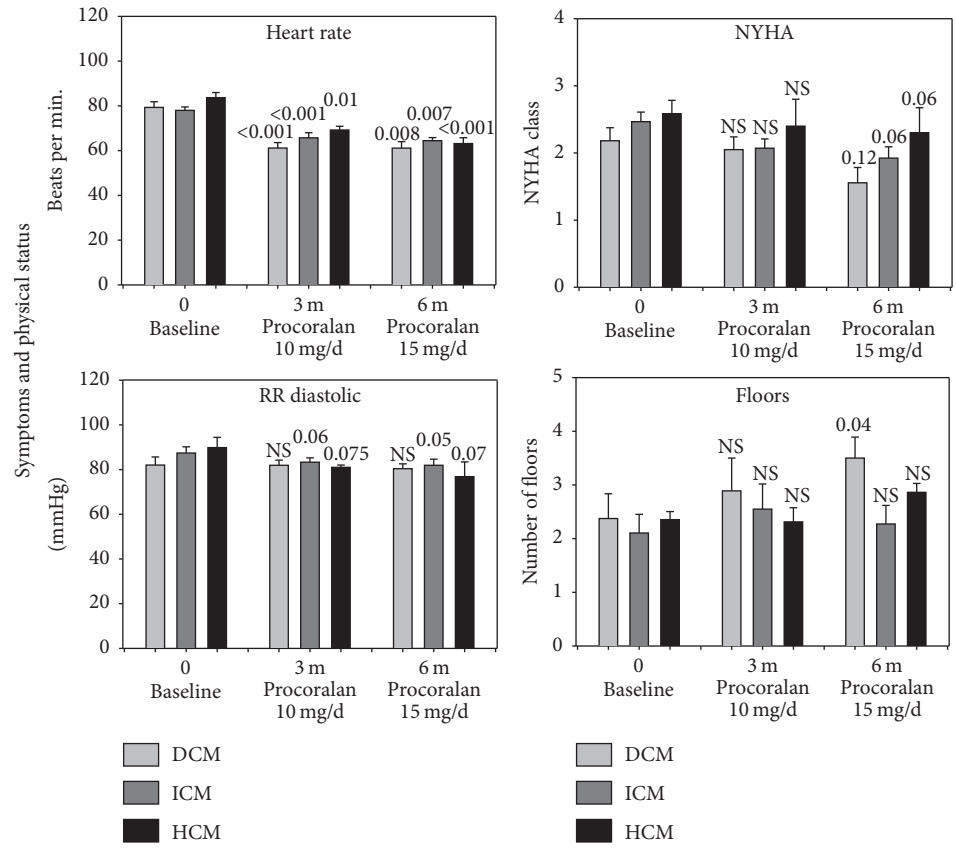 Symptoms and physical status
Heart rate
Beats per min.
120
100
80
60
40
20
0
<0.001
<0.001
0.01
0.008
0.007
<0.001
0
3 m
6 m
Baseline
Procoralan
Procoralan
10 mg/d
15 mg/d
NYHA
NYHA class
4
3
2
1
0
NS
NS
NS
0.12
0.06
0.06
0
3 m
6 m
Baseline
Procoralan
Procoralan
10 mg/d
15 mg/d
RR diastolic
(mmHg)
120
100
80
60
40
20
0
NS
0.06
0.075
NS
0.05
0.07
0
3 m
6 m
Baseline
Procoralan
Procoralan
10 mg/d
15 mg/d
DCM
ICM
HCM
Floors
Number of floors
5
4
3
2
1
0
NS
NS
NS
0.04
NS
NS
0
3 m
6 m
Baseline
Procoralan
Procoralan
10 mg/d
15 mg/d
DCM
ICM
HCM